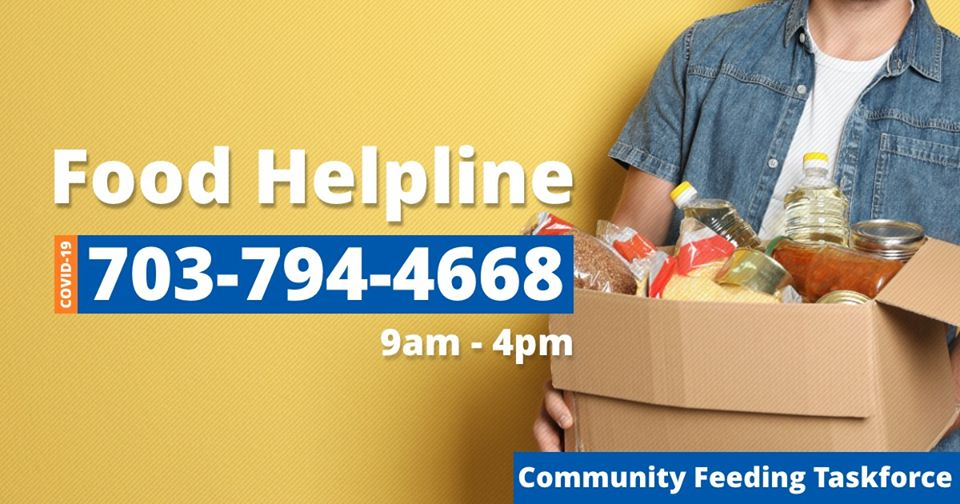 Food Helpline
COVID-19
703-794-4668
9am - 4pm
Community Feeding Taskforce